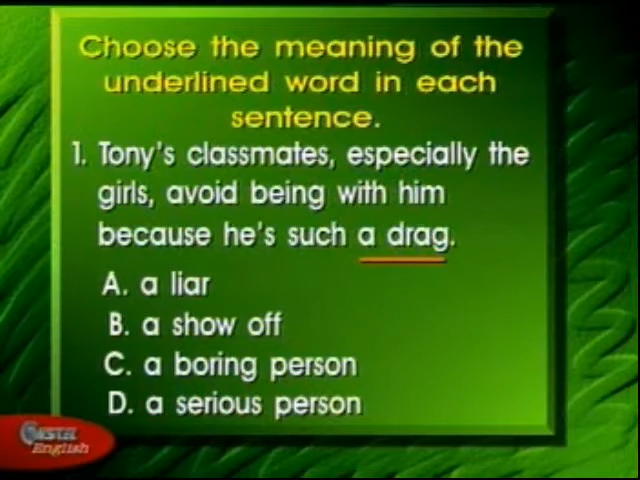 Choose the meaning of the
underlined word in each
sentence.
1. Tony's classmates, especially the
girls, avoid being with him
because he's such a drag.
A. a liar
B. a show off
C. a boring person
D. a serious person
English